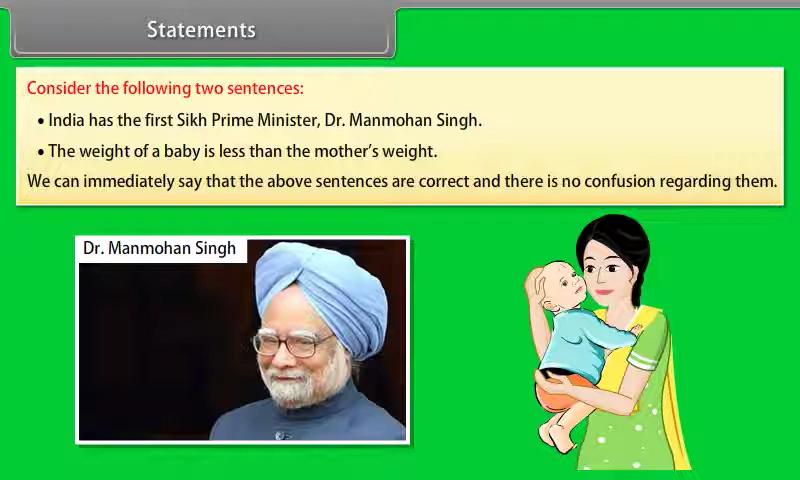 Statements
Consider the following two sentences:
• India has the first Sikh Prime Minister, Dr. Manmohan Singh.
• The weight of a baby is less than the mother's weight.
We can immediately say that the above sentences are correct and there is no confusion regarding them.
Dr. Manmohan Singh